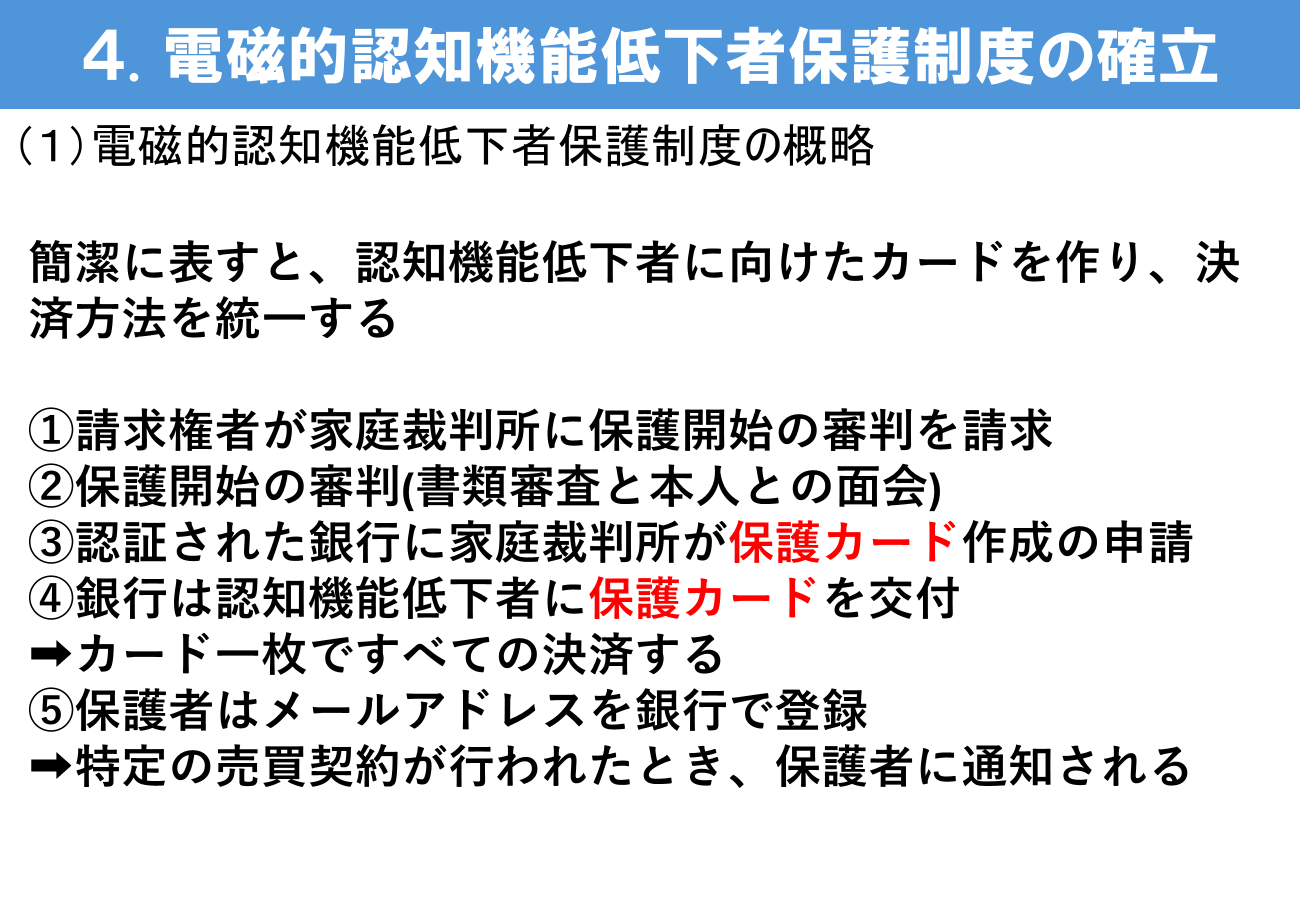 4. 電磁的認知機能低下者保護制度の確立
(１)電磁的認知機能低下者保護制度の概略
簡潔に表すと、認知機能低下者に向けたカードを作り、決
済方法を統一する
①請求権者が家庭裁判所に保護開始の審判を請求
②保護開始の審判(書類審査と本人との面会)
③認証された銀行に家庭裁判所が保護カード作成の申請
④銀行は認知機能低下者に保護カードを交付
➡カード一枚ですべての決済する
⑤保護者はメールアドレスを銀行で登録
➡特定の売買契約が行われたとき、保護者に通知される